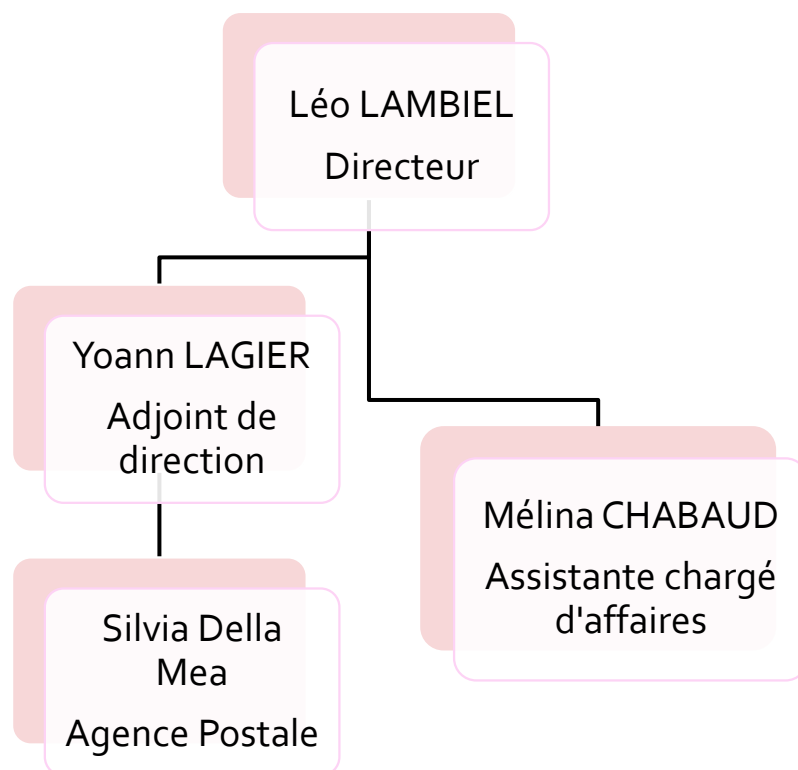 Léo LAMBIEL
Directeur
Yoann LAGIER
Adjoint de
direction
Mélina CHABAUD
Assistante chargé
d'affaires
Silvia Della
Mea
Agence Postale